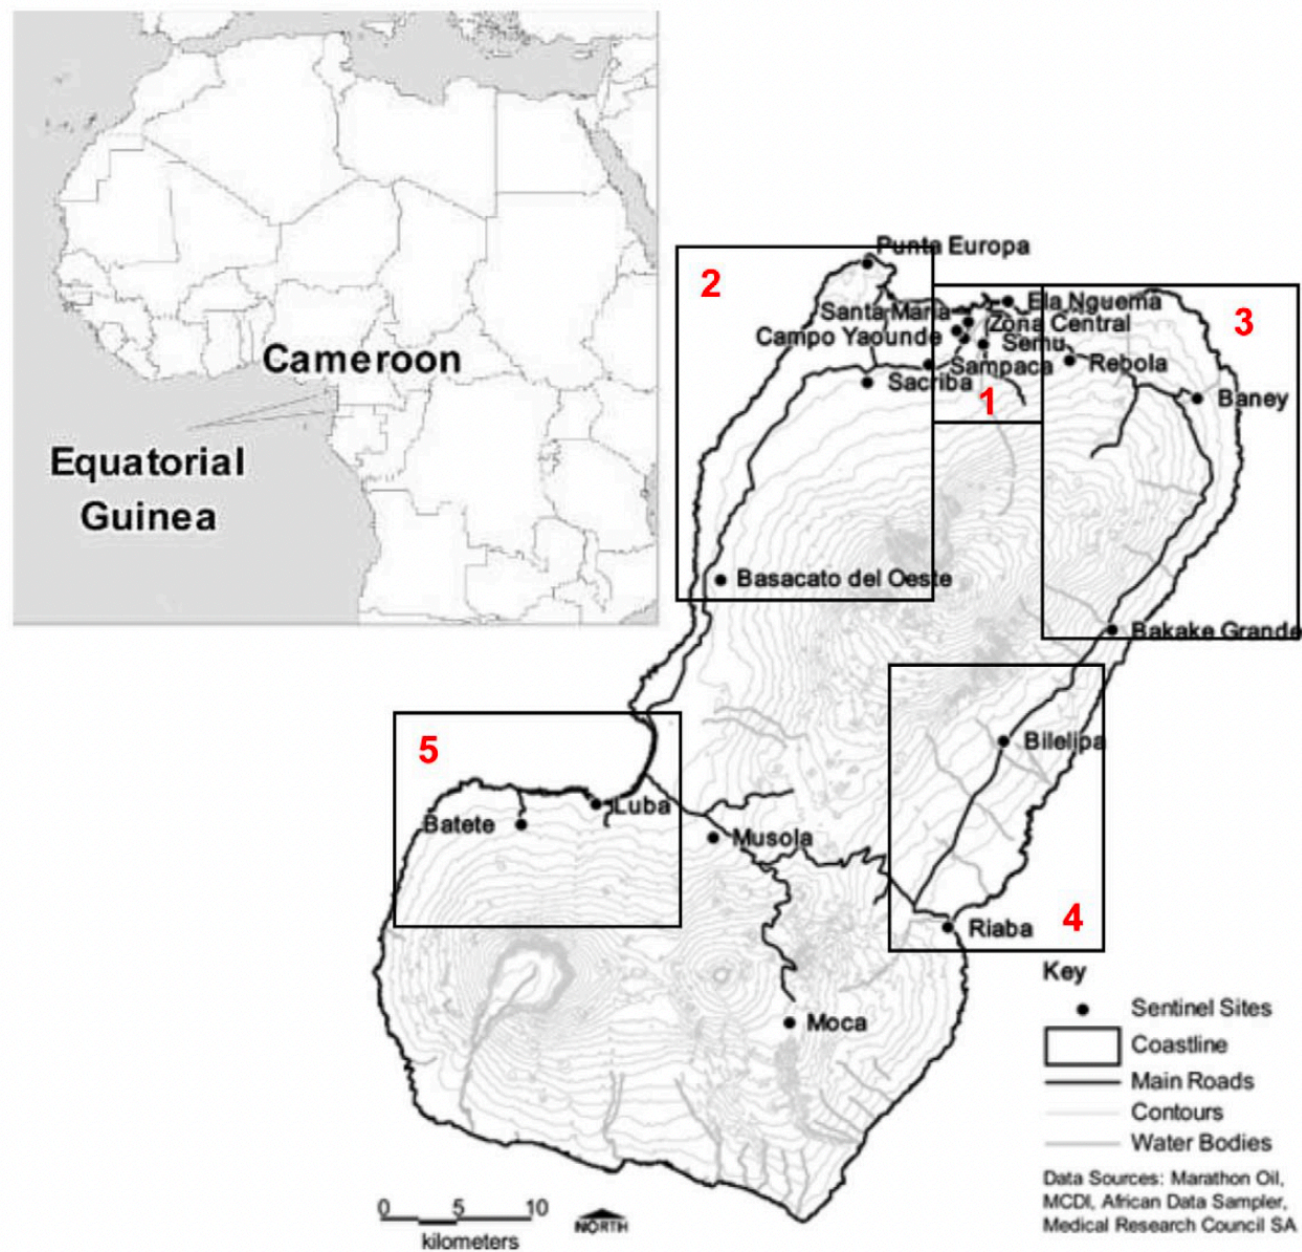 Cameroon
Equatorial
Guinea
Punta Europa
2
Ela Nguema
3
Santa Maria
Zona Central
Campo Yaounde
Semu
Sampaca
Rebola
Sacriba
1
Baney
Basacato del Oeste
Bakake Grande
5
Bilelipa
Luba
Batete
Musola
4
Riaba
Moca
Key
Sentinel Sites
Coastline
Main Roads
Contours
Water Bodies
Data Sources: Marathon Oil,
MCDI, African Data Sampler,
Medical Research Council SA
0 5 10
kilometers
NORTH